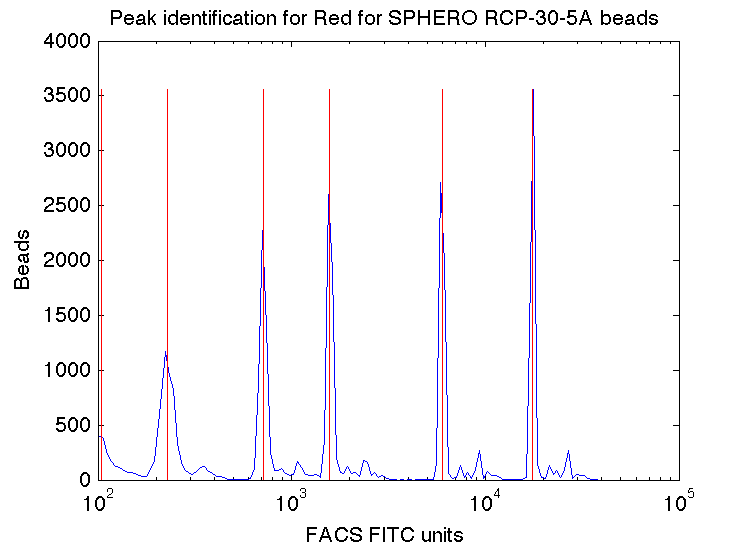 Peak identification for Red for SPHERO RCP-30-5A beads
4000
3500
3000
2500
2000
1500
1000
500
0
Beads
10^2 10^3 10^4 10^5
FACS FITC units